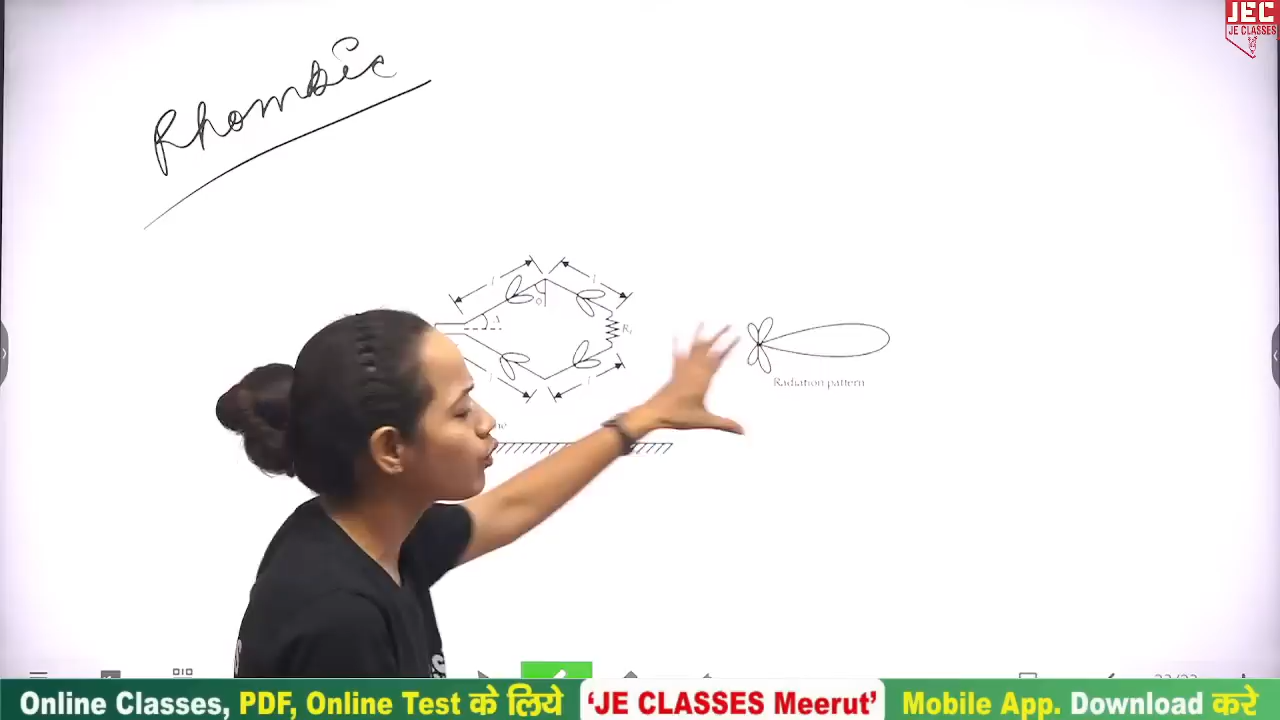 JEC
JE CLASSES
Rhombic
l
l
θ
Δ
l
l
Radiation pattern
Online Classes, PDF, Online Test के लिये 'JE CLASSES Meerut' Mobile App. Download करे